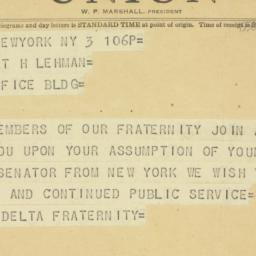 UNION
W. P. MARSHALL, PRESIDENT
telegrams and day letters is STANDARD TIME at point of origin. Time of receipt is
NEWYORK NY 3 106P=
T H LEHMAN=
FICE BLDG=
EMBERS OF OUR FRATERNITY JOIN
OU UPON YOUR ASSUMPTION OF YOU
SENATOR FROM NEW YORK WE WISH
AND CONTINUED PUBLIC SERVICE=
DELTA FRATERNITY=